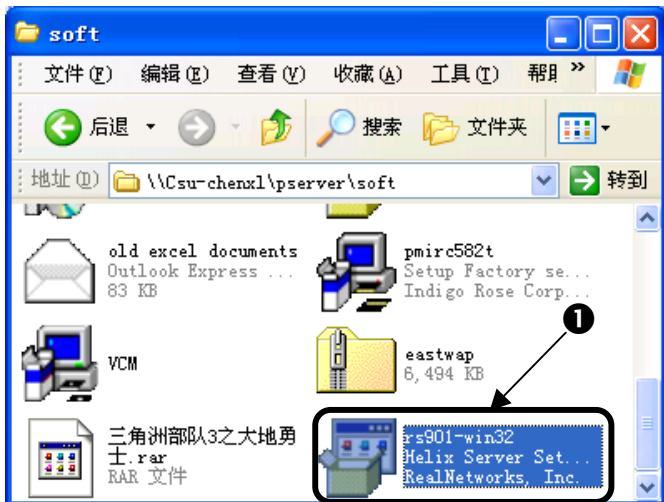 soft
文件(F) 编辑(E) 查看(V) 收藏(A) 工具(T) 帮助 »
后退 搜索 文件夹
地址(D) \\Csu-chenxl\pserver\soft 转到
old excel documents
Outlook Express ...
83 KB
pmirc582t
Setup Factory se...
Indigo Rose Corp...
❶
VCM
eastwap
6,494 KB
三角洲部队3之大地勇
士.rar
RAR 文件
rs901-win32
Helix Server Set...
RealNetworks, Inc.